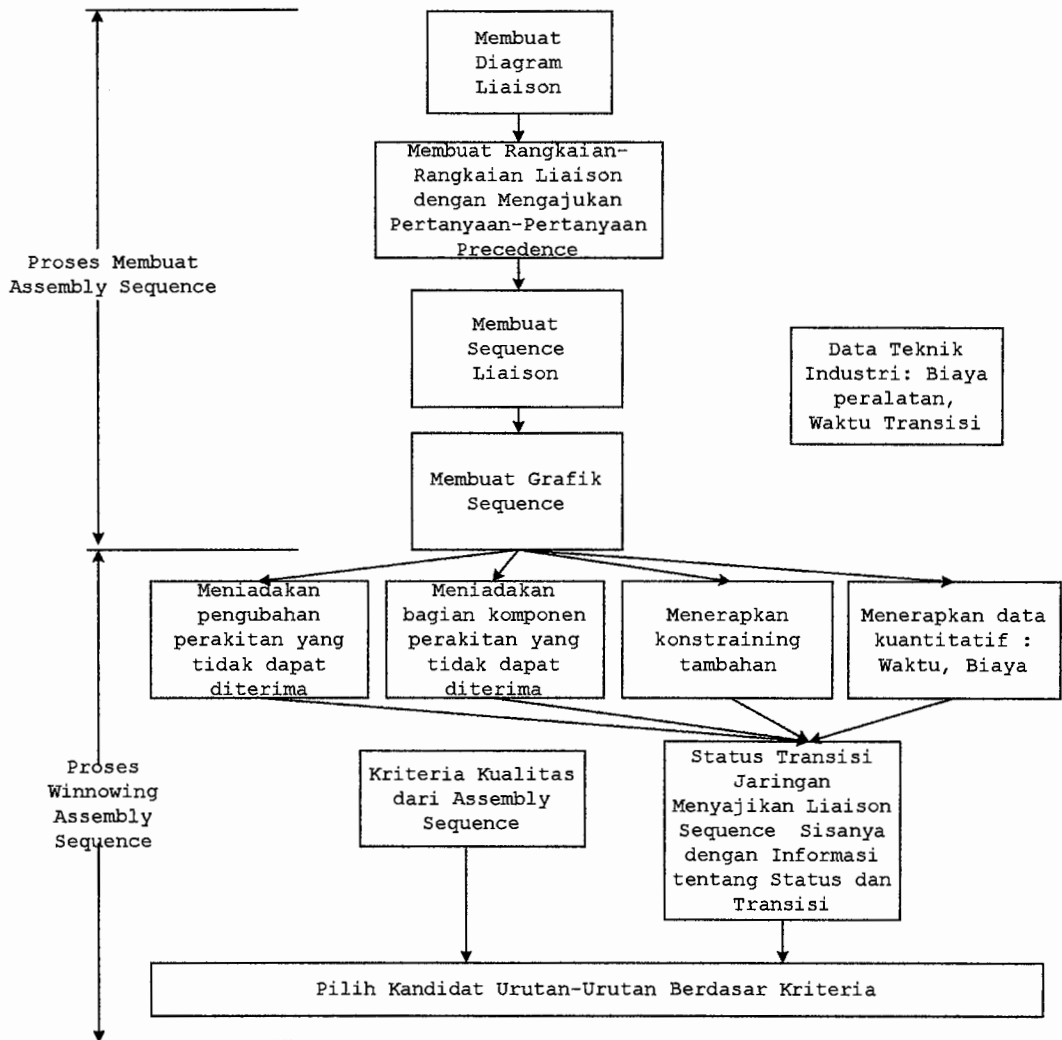 Membuat
Diagram
Liaison
Membuat Rangkaian-
Rangkaian Liaison
dengan Mengajukan
Pertanyaan-Pertanyaan
Precedence
Proses Membuat
Assembly Sequence
Membuat
Sequence
Liaison
Data Teknik
Industri: Biaya
peralatan,
Waktu Transisi
Membuat Grafik
Sequence
Meniadakan
pengubahan
perakitan yang
tidak dapat
diterima
Meniadakan
bagian komponen
perakitan yang
tidak dapat
diterima
Menerapkan
konstraining
tambahan
Menerapkan data
kuantitatif :
Waktu, Biaya
Proses
Winnowing
Assembly
Sequence
Kriteria Kualitas
dari Assembly
Sequence
Status Transisi
Jaringan
Menyajikan Liaison
Sequence Sisanya
dengan Informasi
tentang Status dan
Transisi
Pilih Kandidat Urutan-Urutan Berdasar Kriteria